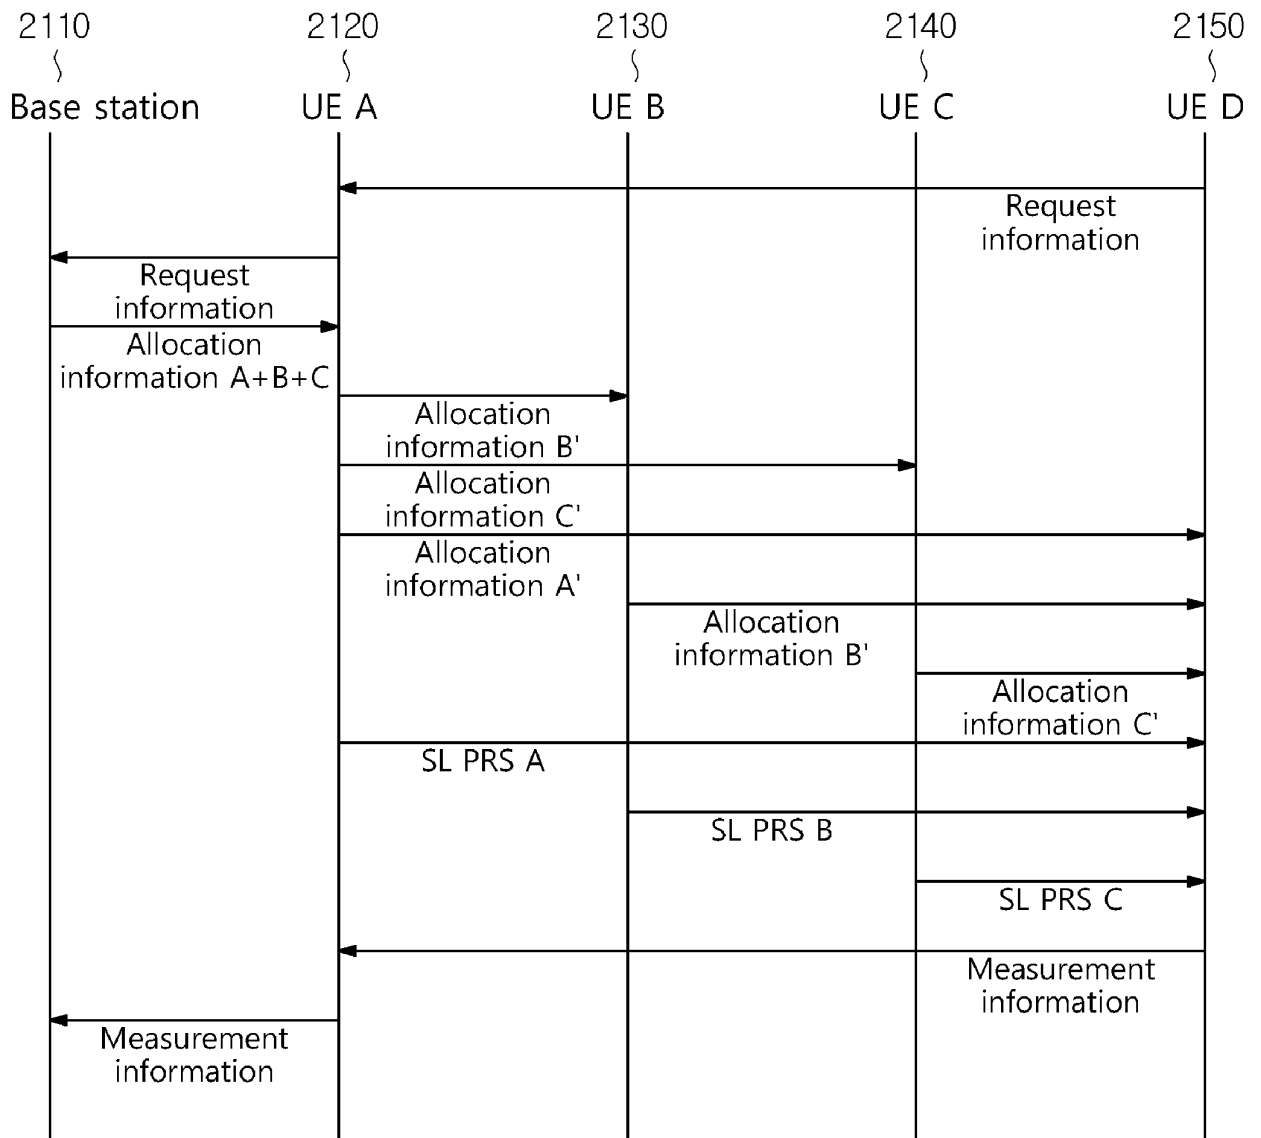 2110 2120 2130 2140 2150
Base station UE A UE B UE C UE D
Request
information
Request
information
Allocation
information A+B+C
Allocation
information B'
Allocation
information C'
Allocation
information A'
Allocation
information B'
Allocation
information C'
SL PRS A
SL PRS B
SL PRS C
Measurement
information
Measurement
information